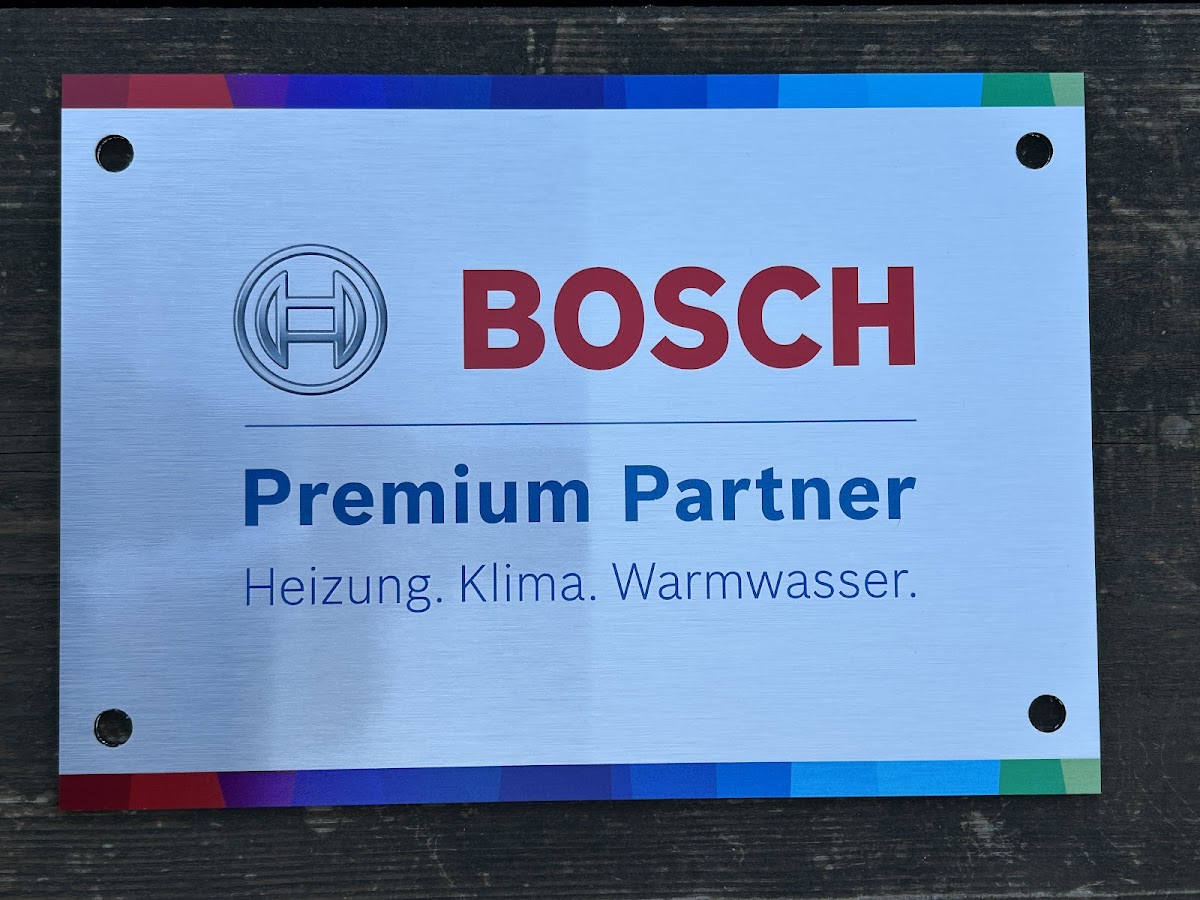 BOSCH
Premium Partner
Heizung. Klima. Warmwasser.